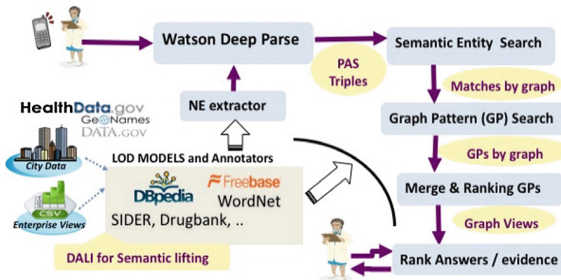 Watson Deep Parse
Semantic Entity Search
PAS
Triples
Matches by graph
NE extractor
HealthData.gov
GeoNames
DATA.gov
Graph Pattern (GP) Search
GPs by graph
LOD MODELS and Annotators
City Data
DBpedia
Freebase
WordNet
Merge & Ranking GPs
CSV
Enterprise Views
SIDER, Drugbank, ..
Graph Views
DALI for Semantic lifting
Rank Answers / evidence